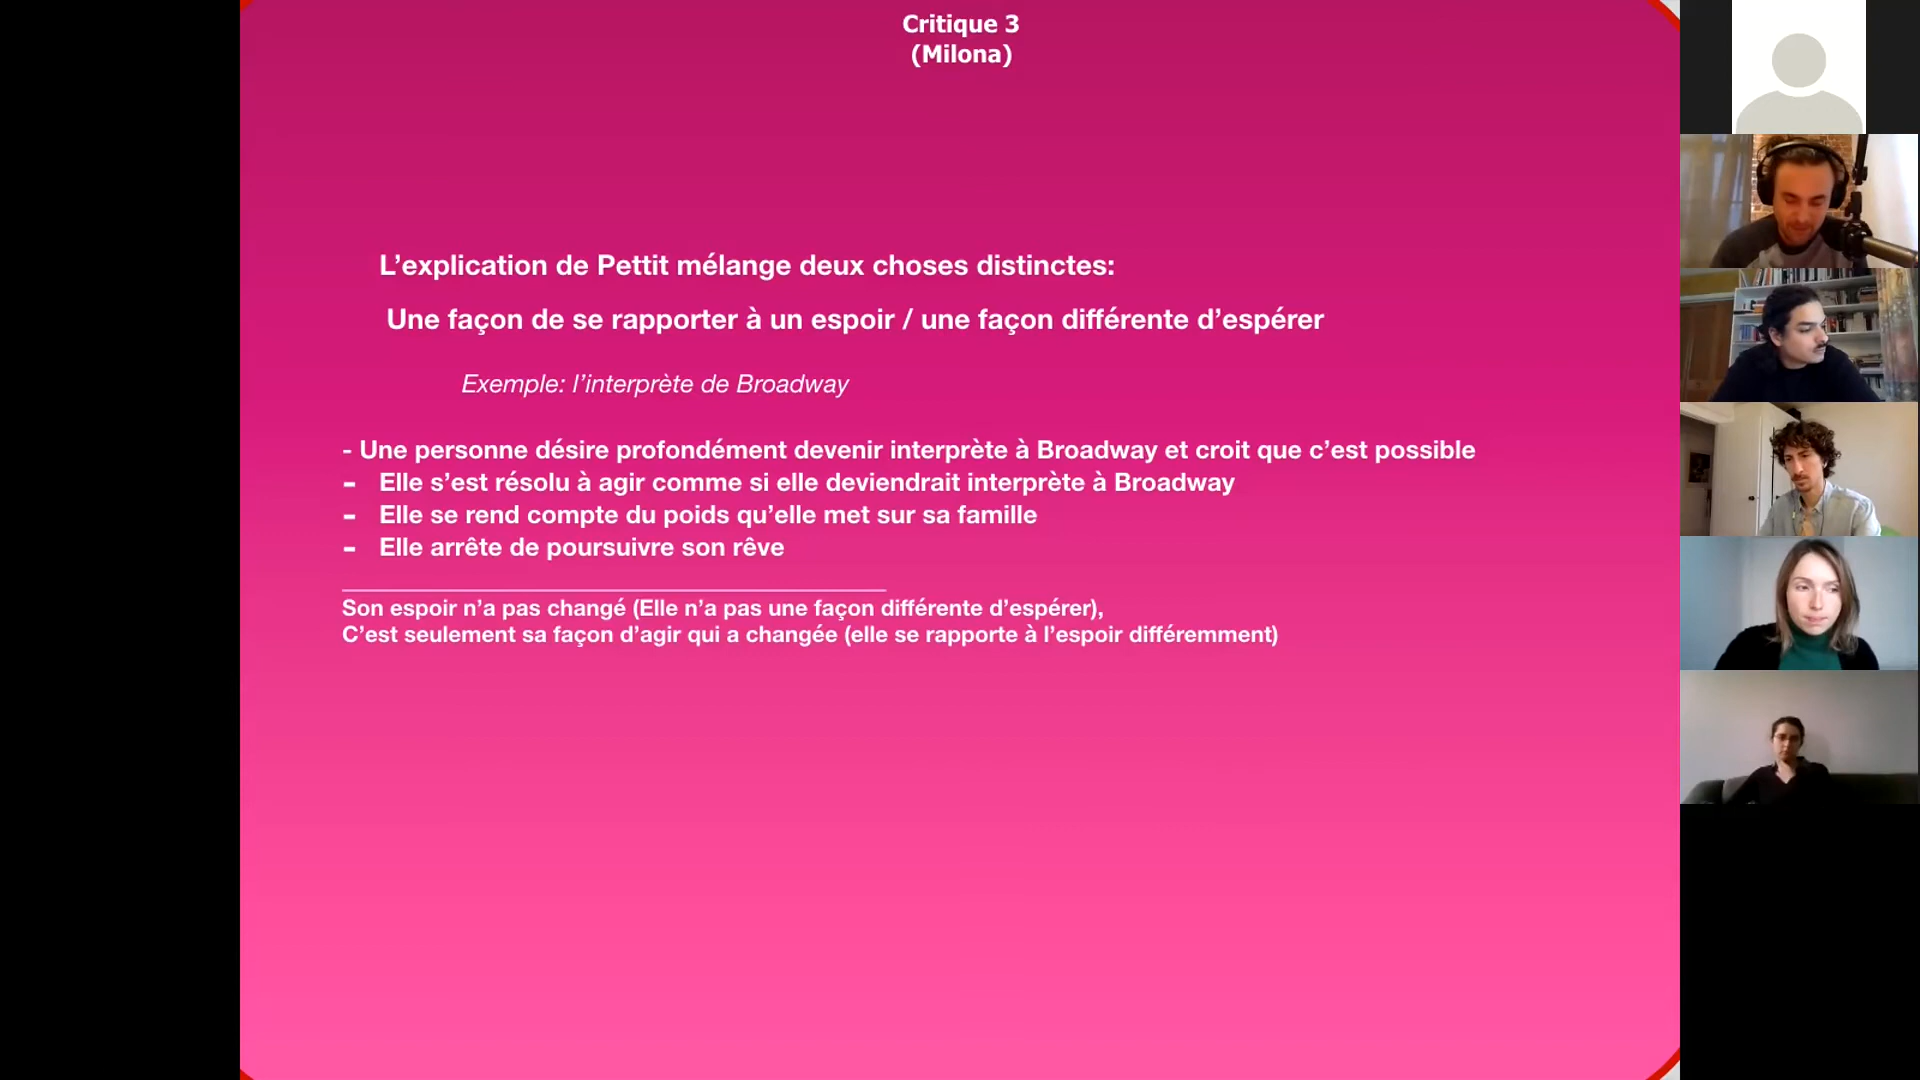 Critique 3
(Milona)
L’explication de Pettit mélange deux choses distinctes:
Une façon de se rapporter à un espoir / une façon différente d’espérer
Exemple: l’interprète de Broadway
- Une personne désire profondément devenir interprète à Broadway et croit que c’est possible
- Elle s’est résolu à agir comme si elle deviendrait interprète à Broadway
- Elle se rend compte du poids qu’elle met sur sa famille
- Elle arrête de poursuivre son rêve
Son espoir n’a pas changé (Elle n’a pas une façon différente d’espérer),
C’est seulement sa façon d’agir qui a changée (elle se rapporte à l’espoir différemment)